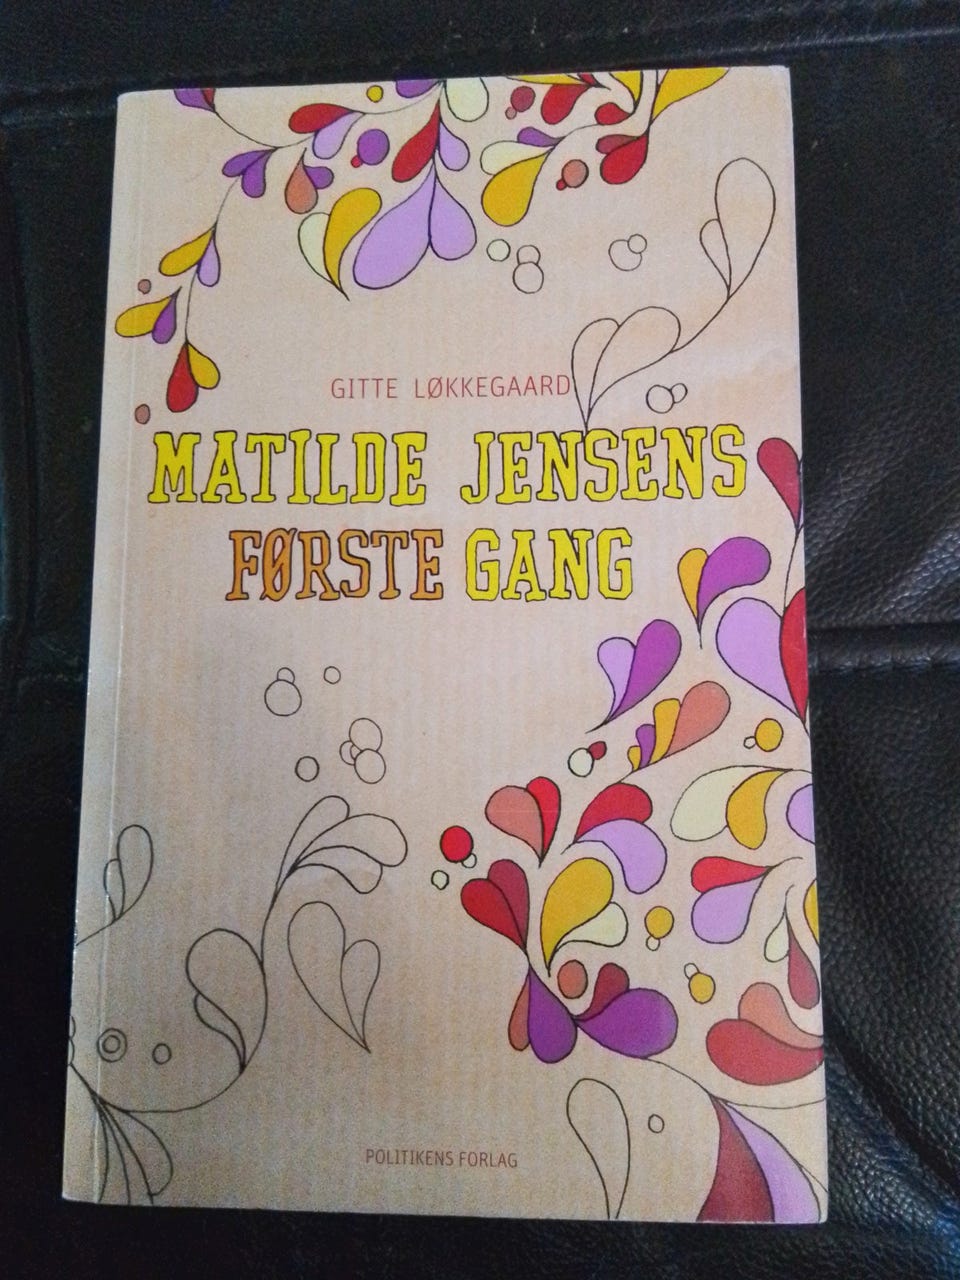 GITTE LØKKEGAARD
MATILDE JENSENS
FØRSTE GANG
POLITIKENS FORLAG